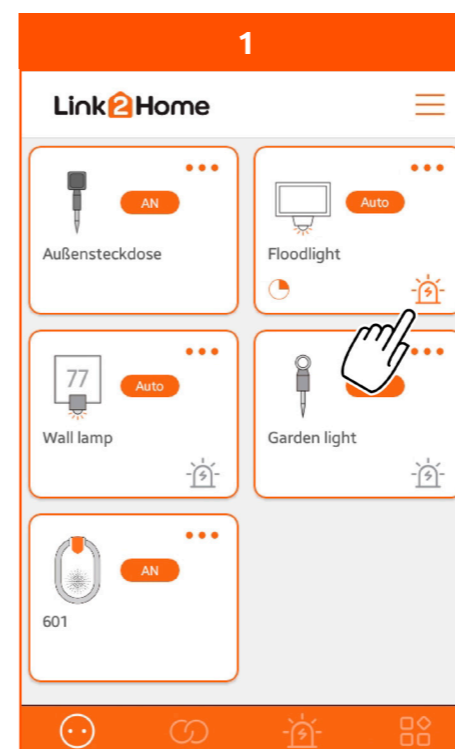 1
Link2Home
AN
Außensteckdose
Auto
Floodlight
77
Auto
Wall lamp
Garden light
AN
601